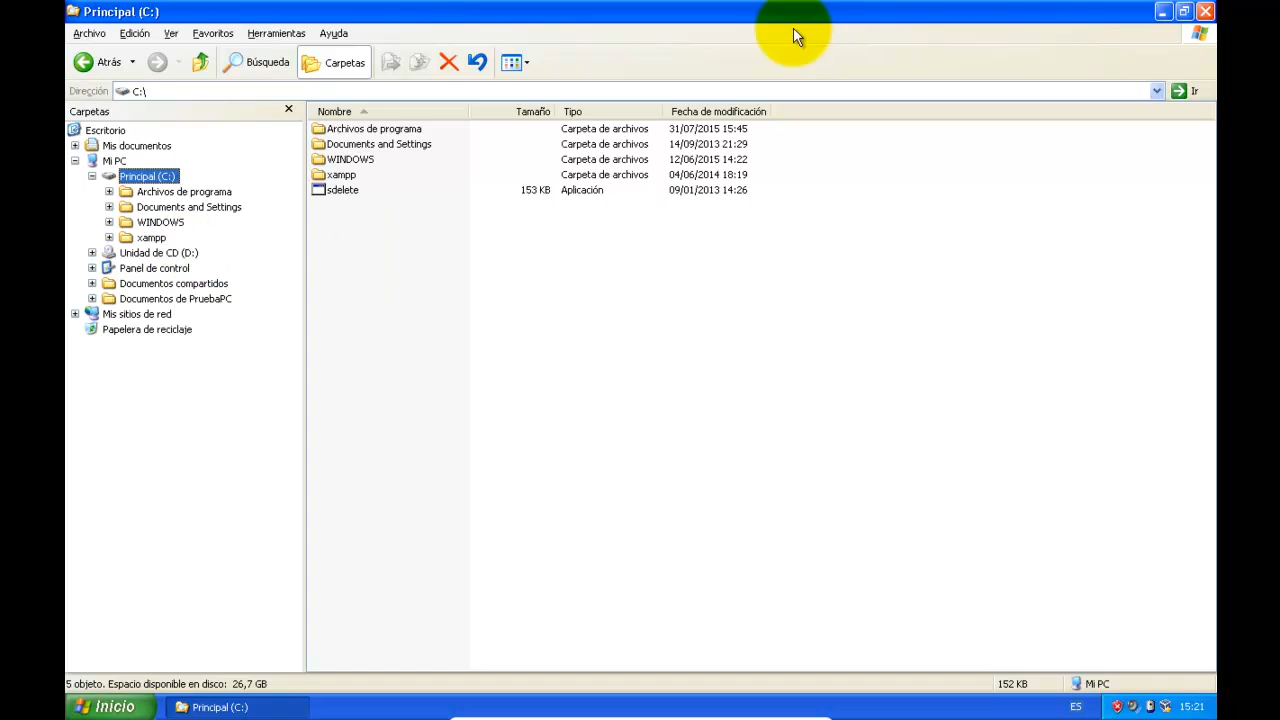 Principal (C:)
Archivo Edición Ver Favoritos Herramientas Ayuda
Atrás Búsqueda Carpetas
Dirección C:\ Ir
Carpetas
Escritorio
Mis documentos
Mi PC
Principal (C:)
Archivos de programa
Documents and Settings
WINDOWS
xampp
Unidad de CD (D:)
Panel de control
Documentos compartidos
Documentos de PruebaPC
Mis sitios de red
Papelera de reciclaje
Nombre Tamaño Tipo Fecha de modificación
Archivos de programa Carpeta de archivos 31/07/2015 15:45
Documents and Settings Carpeta de archivos 14/09/2013 21:29
WINDOWS Carpeta de archivos 12/06/2015 14:22
xampp Carpeta de archivos 04/06/2014 18:19
sdelete 153 KB Aplicación 09/01/2013 14:26
5 objeto. Espacio disponible en disco: 26,7 GB 152 KB Mi PC
Inicio Principal (C:) ES 15:21